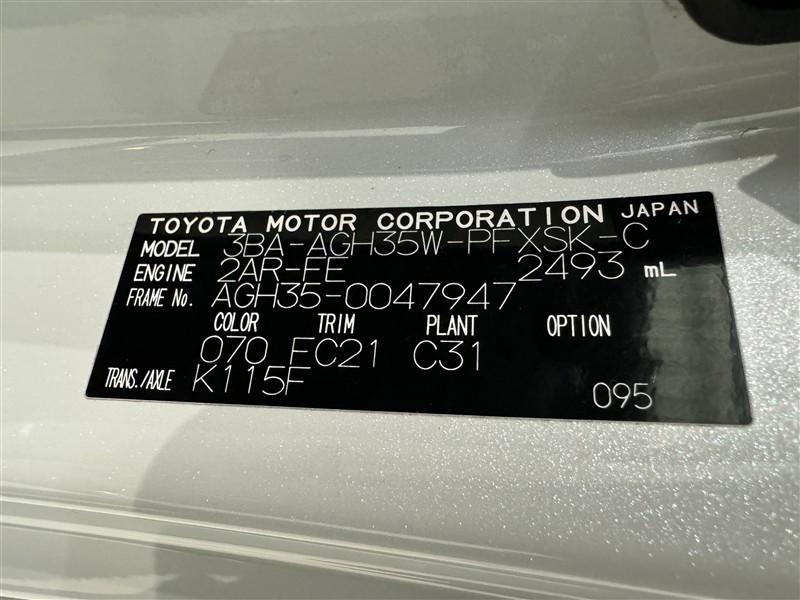 TOYOTA MOTOR CORPORATION JAPAN
MODEL 3BA-AGH35W-PFXSK-C
ENGINE 2AR-FE 2493 mL
FRAME No. AGH35-0047947
COLOR TRIM PLANT OPTION
070 FC21 C31
TRANS./AXLE K115F
095